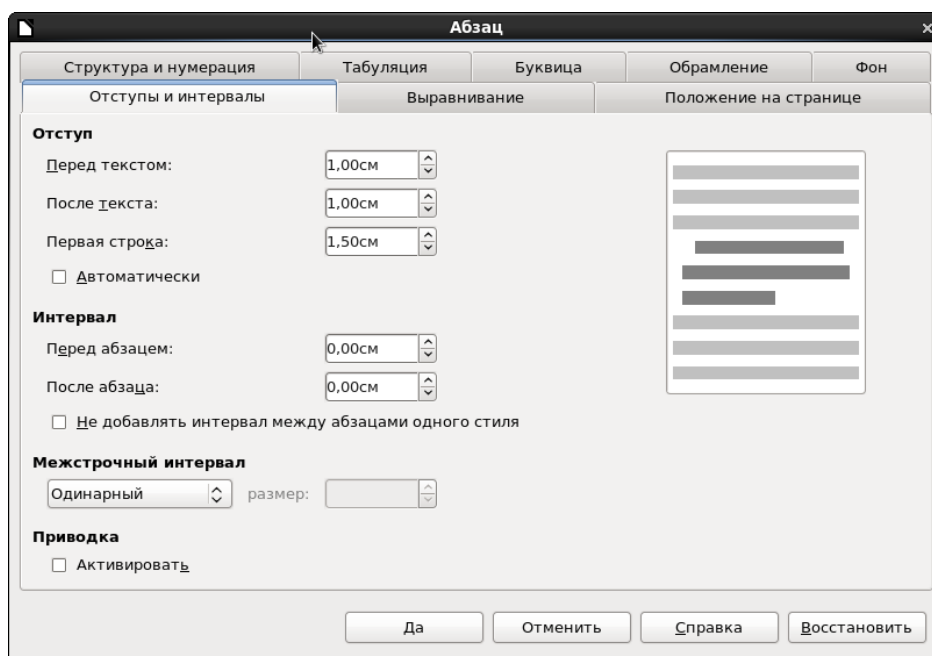 Абзац
Структура и нумерация Табуляция Буквица Обрамление Фон
Отступы и интервалы Выравнивание Положение на странице
Отступ
Перед текстом: 1,00см
После текста: 1,00см
Первая строка: 1,50см
Автоматически
Интервал
Перед абзацем: 0,00см
После абзаца: 0,00см
Не добавлять интервал между абзацами одного стиля
Межстрочный интервал
Одинарный размер:
Приводка
Активировать
Да Отменить Справка Восстановить